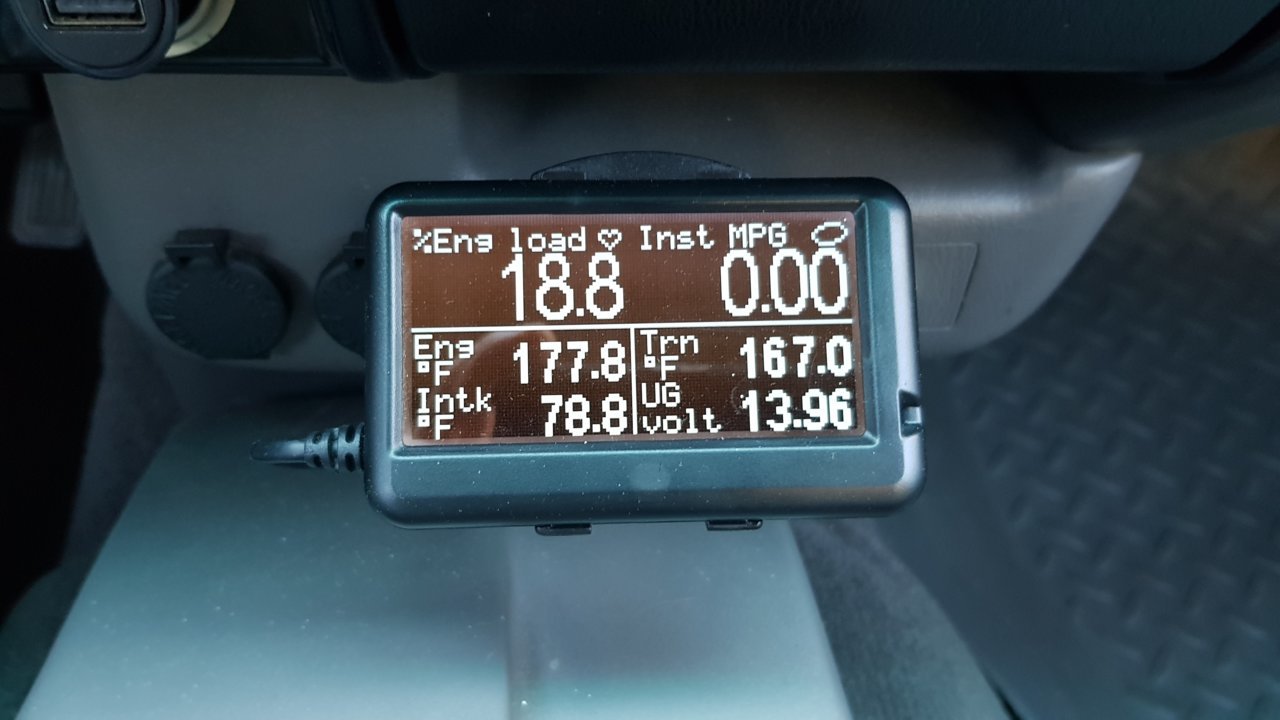 %Eng load♡ Inst MPG
18.8 0.00
Eng °F 177.8
Trn °F 167.0
Intk °F 78.8
UG volt 13.96